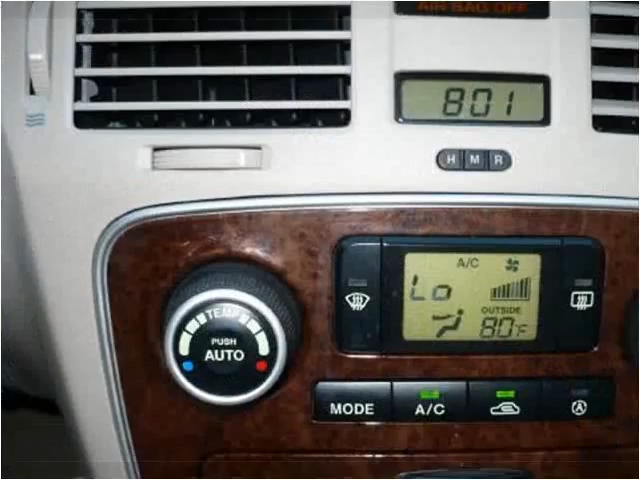 AIR BAG OFF
801
H M R
A/C
Lo
OUTSIDE
80°F
TEMP
PUSH
AUTO
MODE A/C A